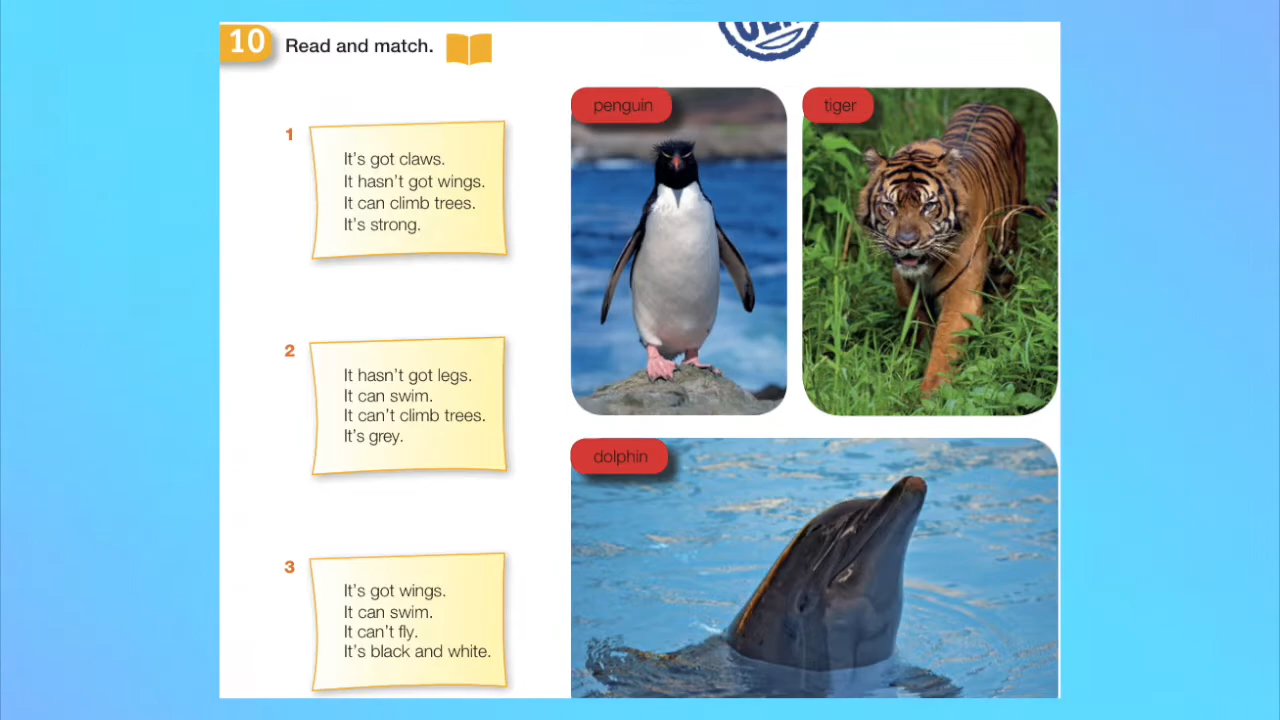 10 Read and match.
1
It's got claws.
It hasn't got wings.
It can climb trees.
It's strong.
2
It hasn't got legs.
It can swim.
It can't climb trees.
It's grey.
3
It's got wings.
It can swim.
It can't fly.
It's black and white.
penguin
tiger
dolphin